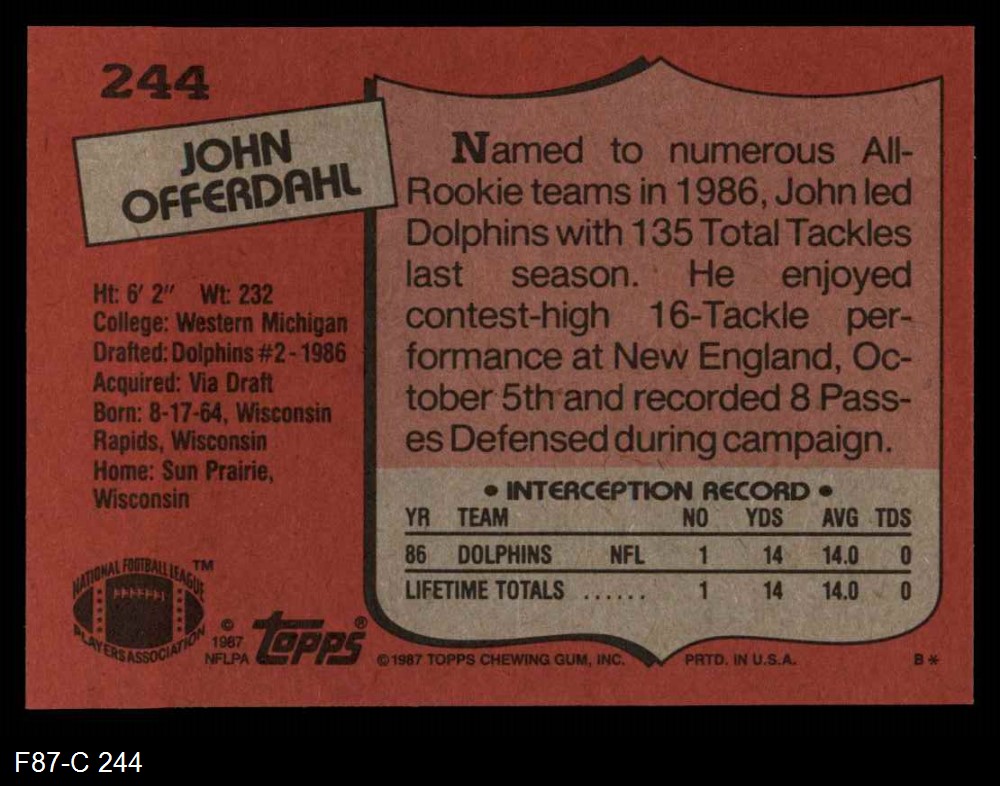 244
JOHN
OFFERDAHL
Ht: 6' 2" Wt: 232
College: Western Michigan
Drafted: Dolphins #2 - 1986
Acquired: Via Draft
Born: 8-17-64, Wisconsin
Rapids, Wisconsin
Home: Sun Prairie,
Wisconsin
NATIONAL FOOTBALL LEAGUE
PLAYERS ASSOCIATION
™
©
1987
NFLPA
topps®
Named to numerous All-
Rookie teams in 1986, John led
Dolphins with 135 Total Tackles
last season. He enjoyed
contest-high 16-Tackle per-
formance at New England, Oc-
tober 5th and recorded 8 Pass-
es Defensed during campaign.
• INTERCEPTION RECORD •
YR TEAM NO YDS AVG TDS
86 DOLPHINS NFL 1 14 14.0 0
LIFETIME TOTALS ...... 1 14 14.0 0
©1987 TOPPS CHEWING GUM, INC. PRTD. IN U.S.A. B*
F87-C 244